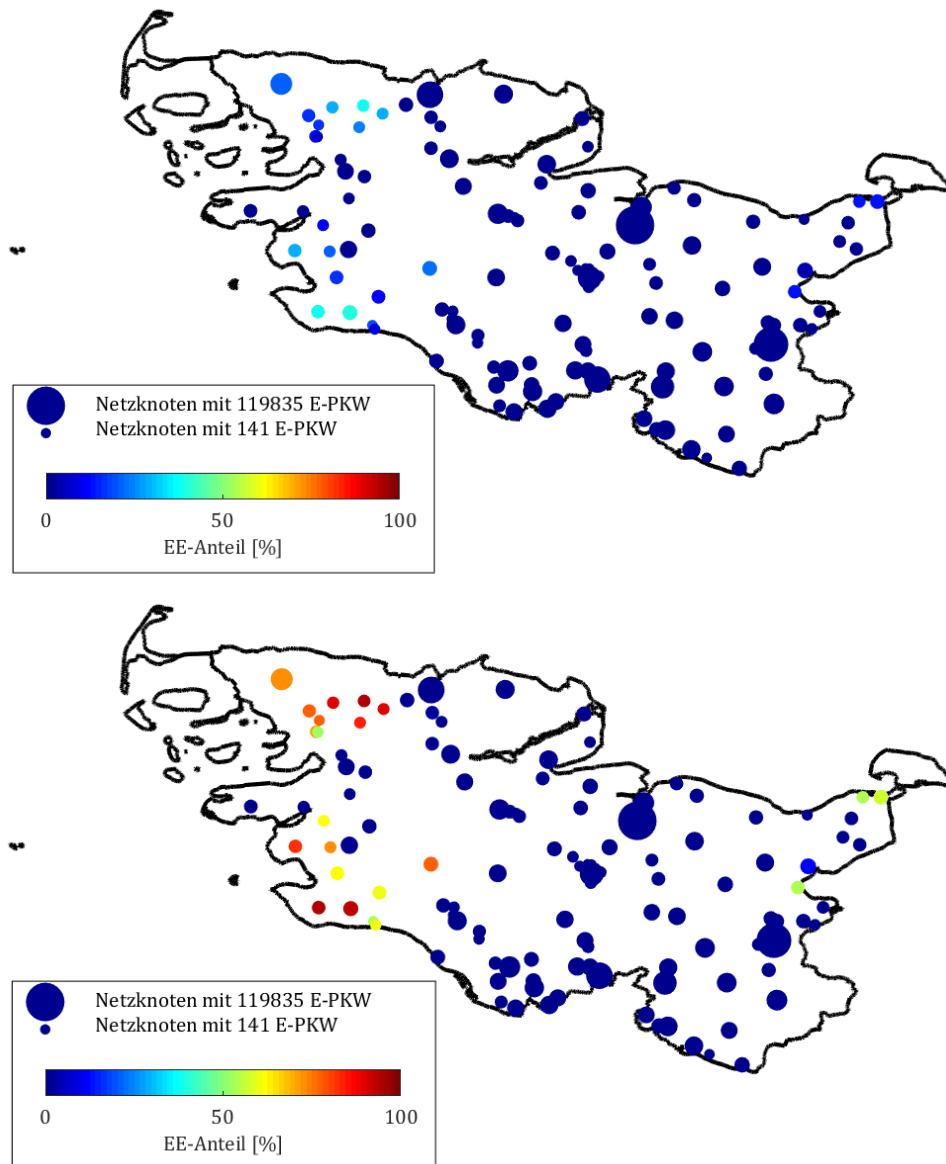 Netzknoten mit 119835 E-PKW
Netzknoten mit 141 E-PKW
0 50 100
EE-Anteil [%]
Netzknoten mit 119835 E-PKW
Netzknoten mit 141 E-PKW
0 50 100
EE-Anteil [%]